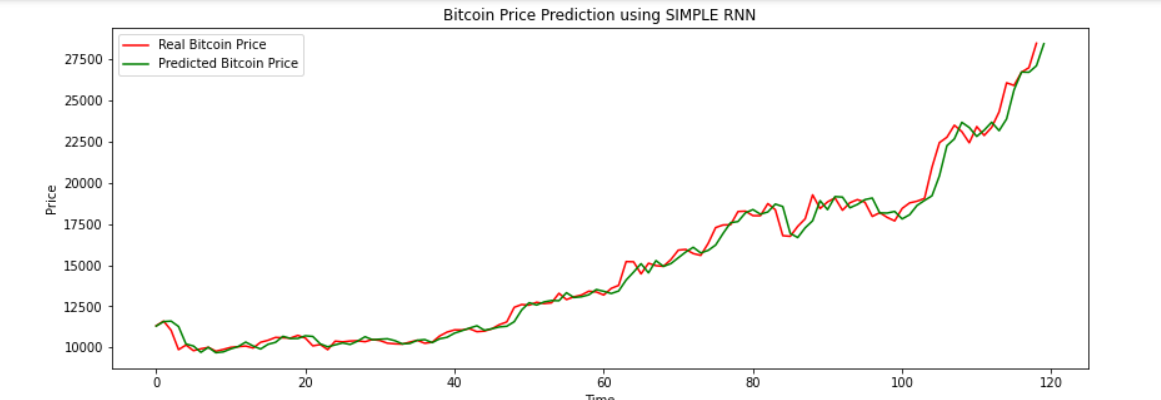 Bitcoin Price Prediction using SIMPLE RNN
Real Bitcoin Price
Predicted Bitcoin Price
27500
25000
22500
20000
17500
15000
12500
10000
Price
0 20 40 60 80 100 120
Time